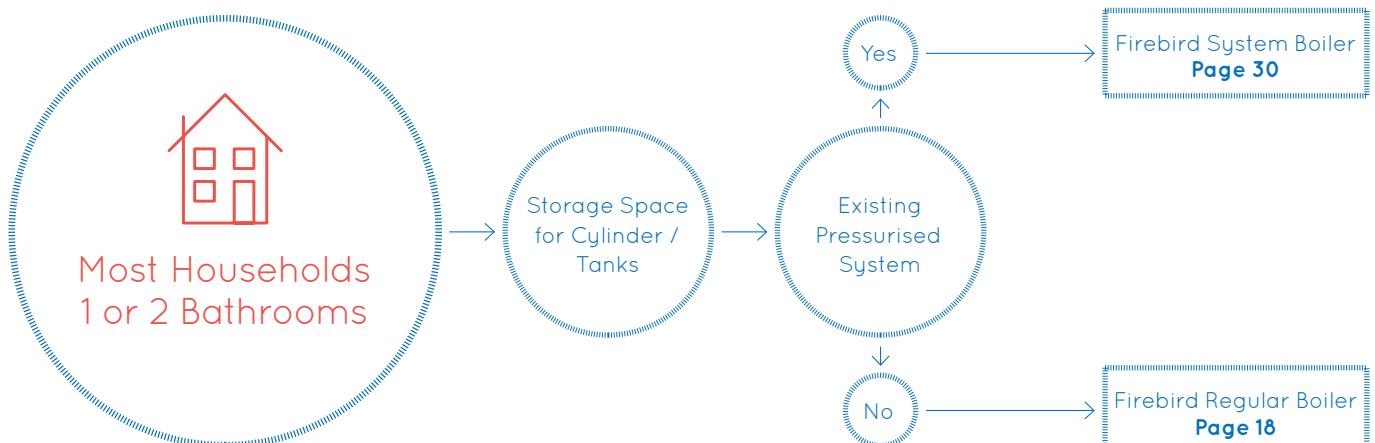 Most Households
1 or 2 Bathrooms
Storage Space
for Cylinder /
Tanks
Existing
Pressurised
System
Yes
Firebird System Boiler
Page 30
No
Firebird Regular Boiler
Page 18